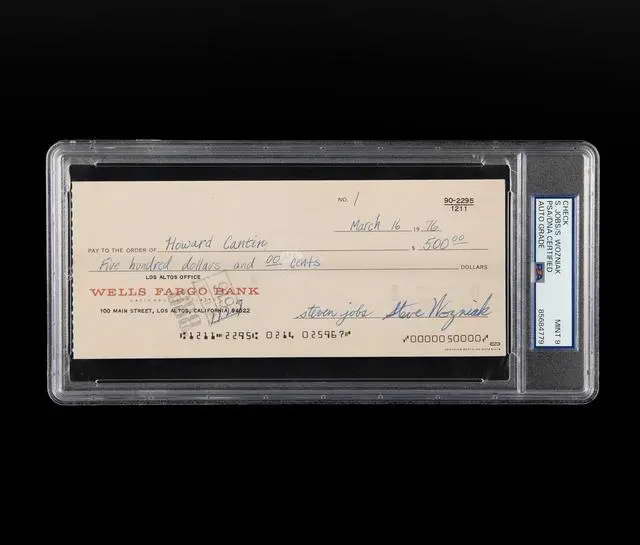 NO. 1
90-2295
1211
March 16 1976
PAY TO THE ORDER OF Howard Cantin $ 500 00
Five hundred dollars and 00 cents DOLLARS
LOS ALTOS OFFICE
WELLS FARGO BANK
100 MAIN STREET, LOS ALTOS, CALIFORNIA 94022
steven jobs Steve Wozniak
⑆1211⑉2295⑆ 0214 025967⑈ ⑇0000050000⑇
CHECK
S. JOBS/S. WOZNIAK
PSA/DNA CERTIFIED
AUTO GRADE
PSA
MINT 9
85684779